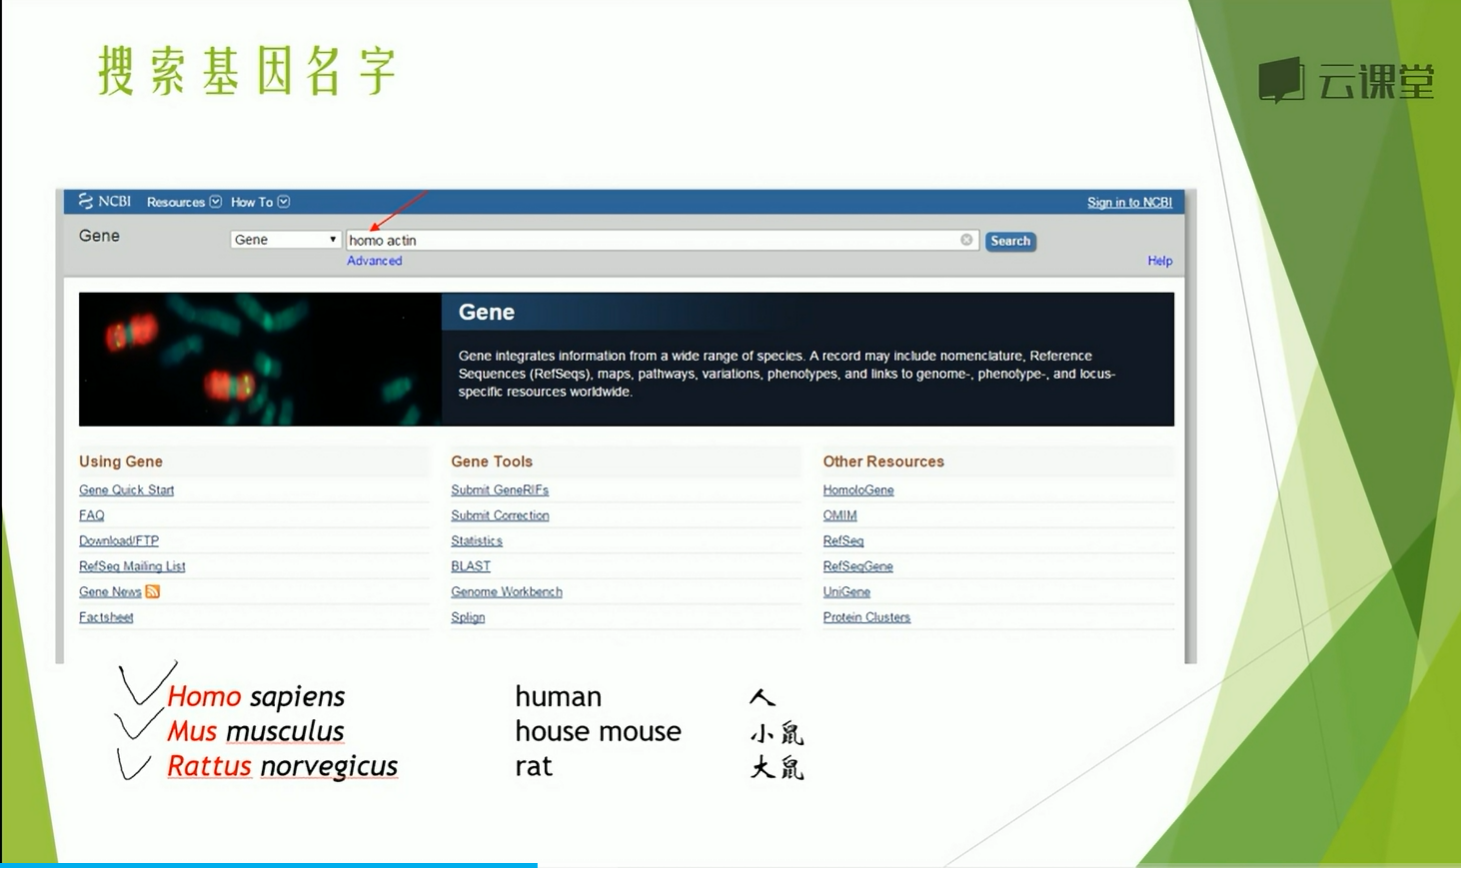 搜索基因名字
云课堂
NCBI Resources How To Sign in to NCBI
Gene Gene homo actin Search
Advanced Help
Gene
Gene integrates information from a wide range of species. A record may include nomenclature, Reference
Sequences (RefSeqs), maps, pathways, variations, phenotypes, and links to genome-, phenotype-, and locus-
specific resources worldwide.
Using Gene
Gene Quick Start
FAQ
Download/FTP
RefSeq Mailing List
Gene News
Factsheet
Gene Tools
Submit GeneRIFs
Submit Correction
Statistics
BLAST
Genome Workbench
Splign
Other Resources
HomoloGene
OMIM
RefSeq
RefSeqGene
UniGene
Protein Clusters
Homo sapiens human 人
Mus musculus house mouse 小鼠
Rattus norvegicus rat 大鼠